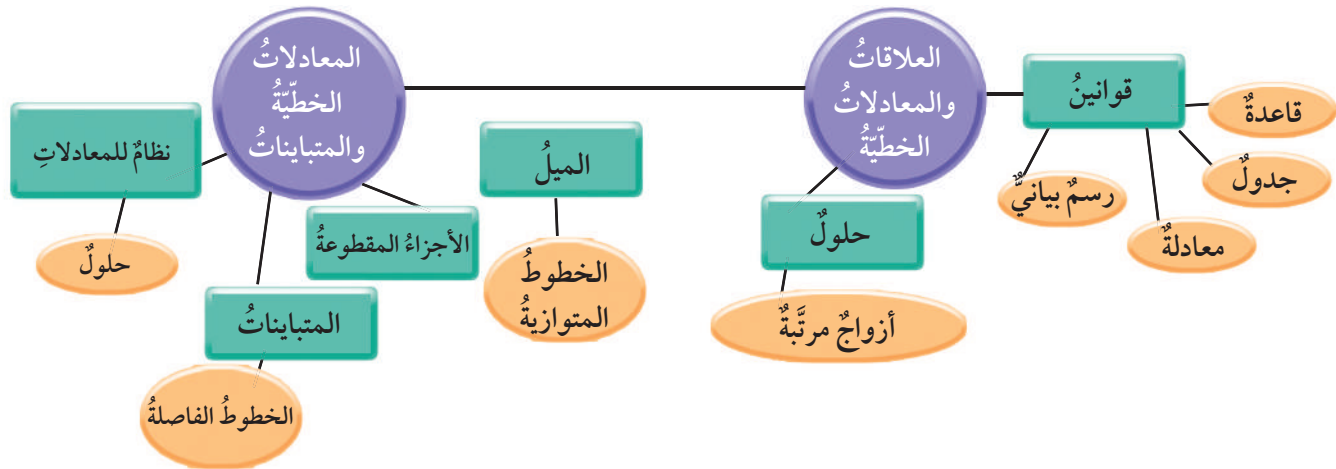 العلاقاتُ
والمعادلاتُ
الخطّيّةُ
قوانينُ
قاعدةٌ
جدولٌ
معادلةٌ
رسمٌ بيانيٌّ
حلولٌ
أزواجٌ مرتَّبةٌ
المعادلاتُ
الخطيّةُ
والمتبايناتُ
الميلُ
الخطوطُ
المتوازيةُ
الأجزاءُ المقطوعةُ
المتبايناتُ
الخطوطُ الفاصلةُ
نظامٌ للمعادلاتِ
حلولٌ